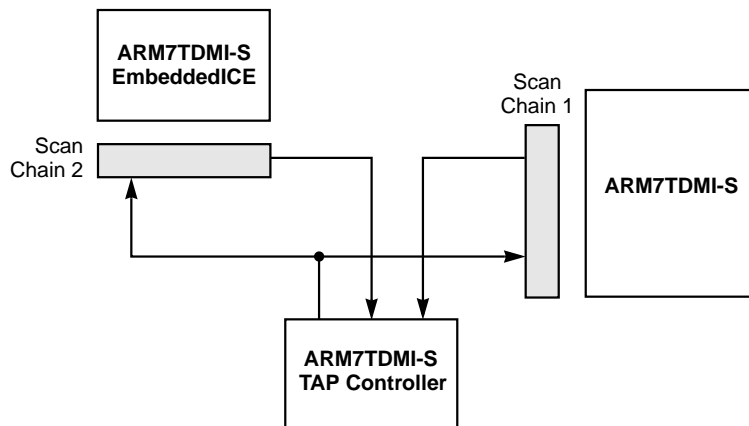 ARM7TDMI-S
EmbeddedICE
Scan
Chain 2
Scan
Chain 1
ARM7TDMI-S
ARM7TDMI-S
TAP Controller